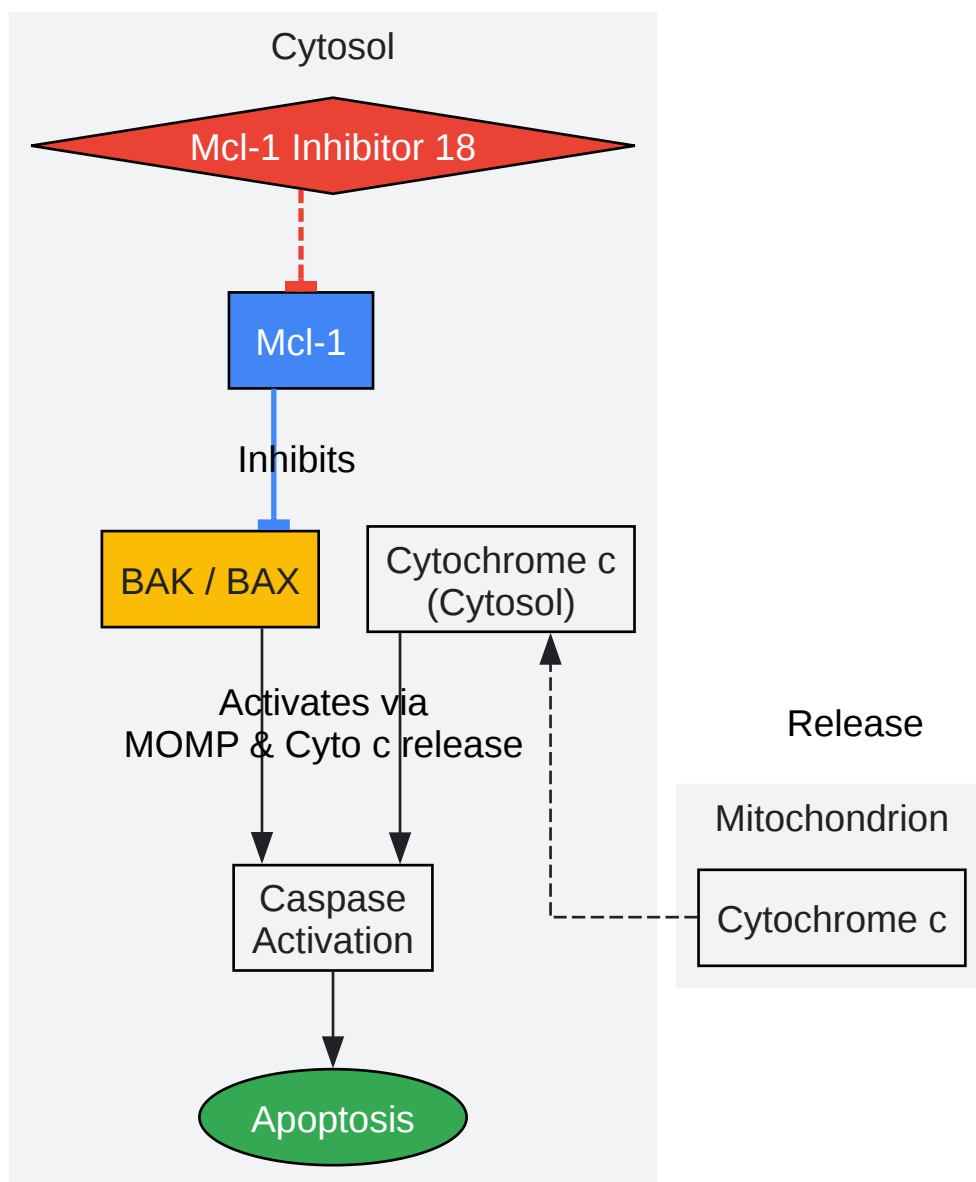 Cytosol
Mcl-1 Inhibitor 18
Mcl-1
Inhibits
BAK / BAX
Cytochrome c
(Cytosol)
Activates via
MOMP & Cyto c release
Release
Mitochondrion
Cytochrome c
Caspase
Activation
Apoptosis